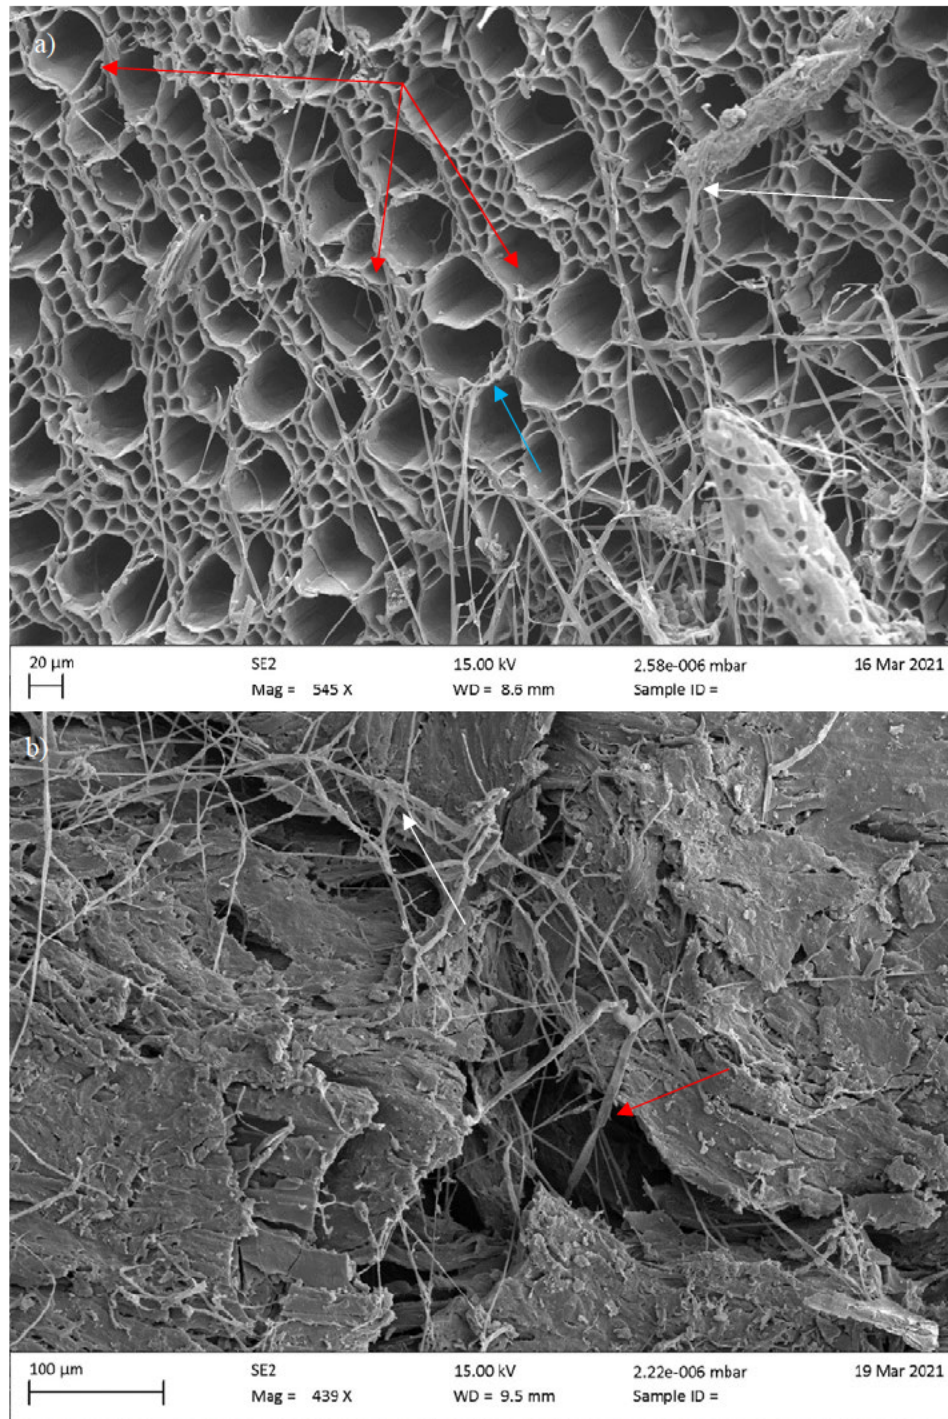 a)
20 µm SE2 15.00 kV 2.58e-006 mbar 16 Mar 2021
Mag = 545 X WD = 8.6 mm Sample ID =
b)
100 µm SE2 15.00 kV 2.22e-006 mbar 19 Mar 2021
Mag = 439 X WD = 9.5 mm Sample ID =